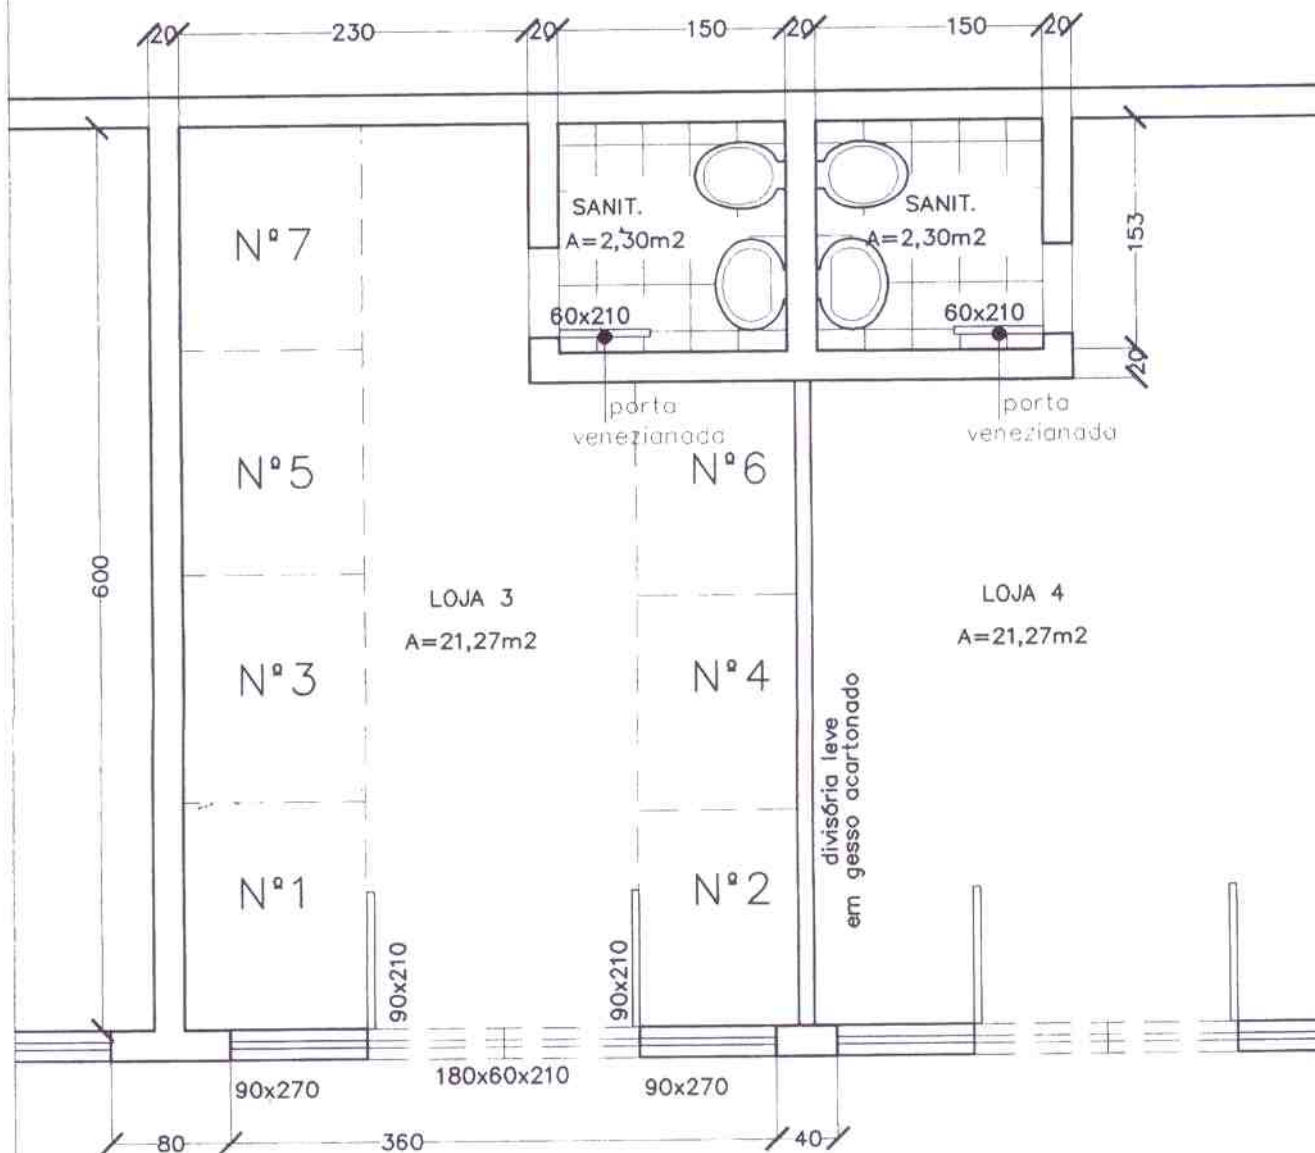 20 230 20 150 20 150 20
SANIT.
A=2,30m2
SANIT.
A=2,30m2
153
Nº7
60x210
60x210
20
porta
venezianada
porta
venezianada
Nº5
Nº6
600
LOJA 3
A=21,27m2
LOJA 4
A=21,27m2
Nº3
Nº4
divisória leve
em gesso acartonado
Nº1
Nº2
90x210
90x210
90x270
180x60x210
90x270
80 360 40